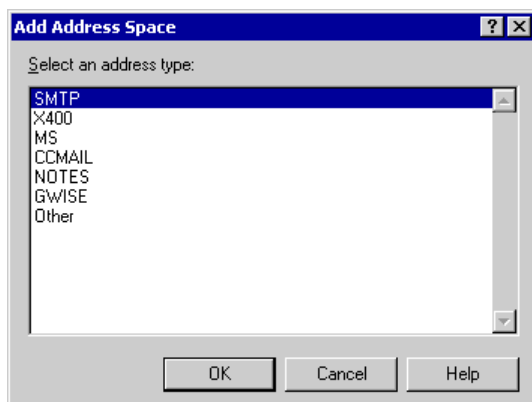 Add Address Space
Select an address type:
SMTP
X400
MS
CCMAIL
NOTES
GWISE
Other
OK Cancel Help